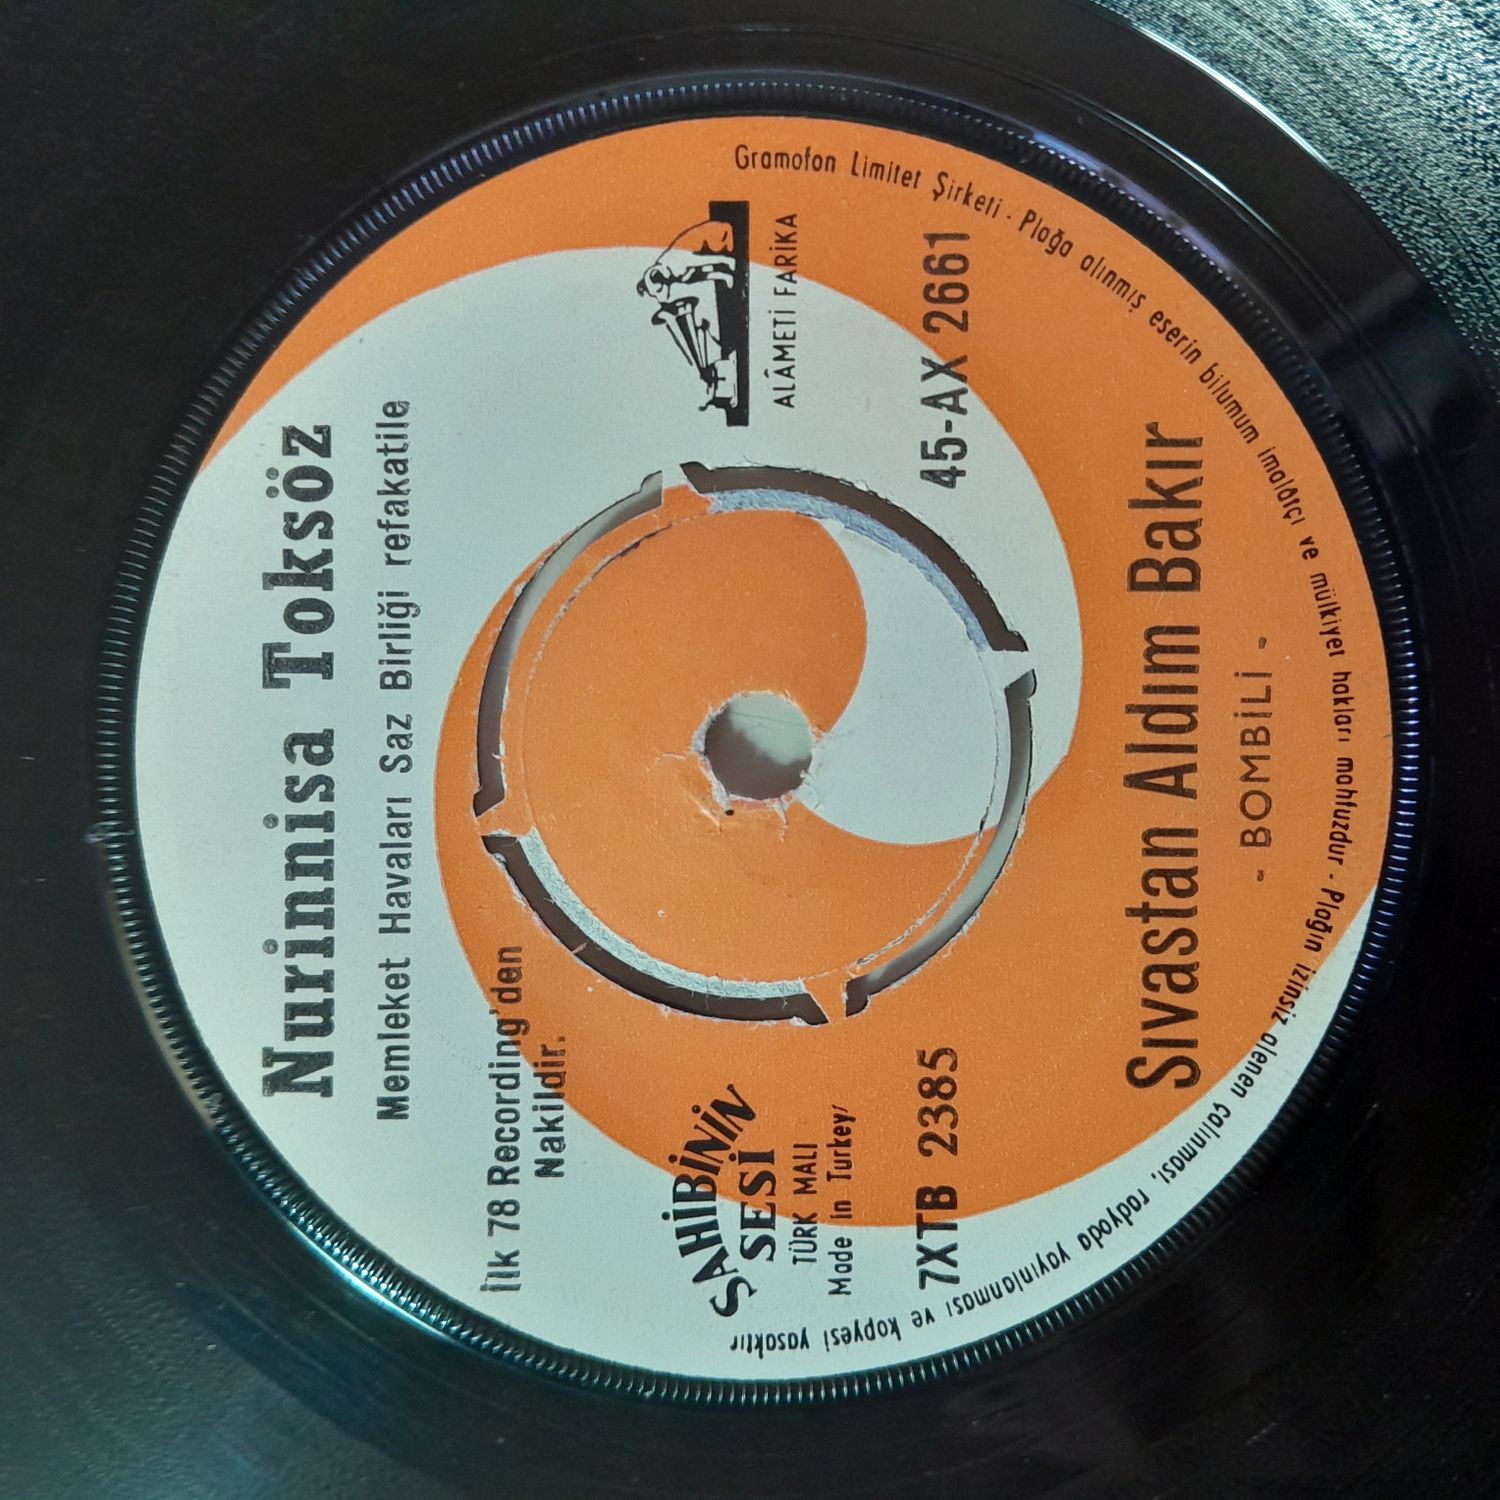 Nurinnisa Toksöz
Memleket Havaları Saz Birliği refakatile
İlk 78 Recording'den
Nakildir.
SAHİBİNİN
SESİ
TÜRK MALI
Made in Turkey/
ALÂMETİ FARİKA
7XTB 2385
45-AX 2661
Sıvastan Aldım Bakır
- BOMBİLİ -
Gramofon Limitet Şirketi - Plağa alınmış eserin bilumum imalâtçı ve mülkiyet hakları mahfuzdur - Plağın izinsiz olenen çalınması, radyoda yayınlanması ve kopyesi yasaktır